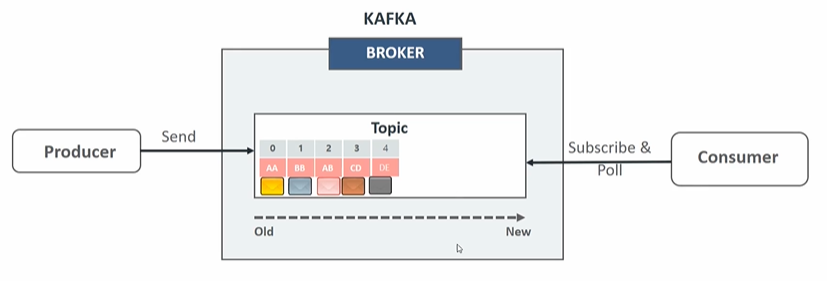 KAFKA
BROKER
Producer
Send
Topic
0 1 2 3 4
AA BB AB CD DE
Old New
Subscribe &
Poll
Consumer